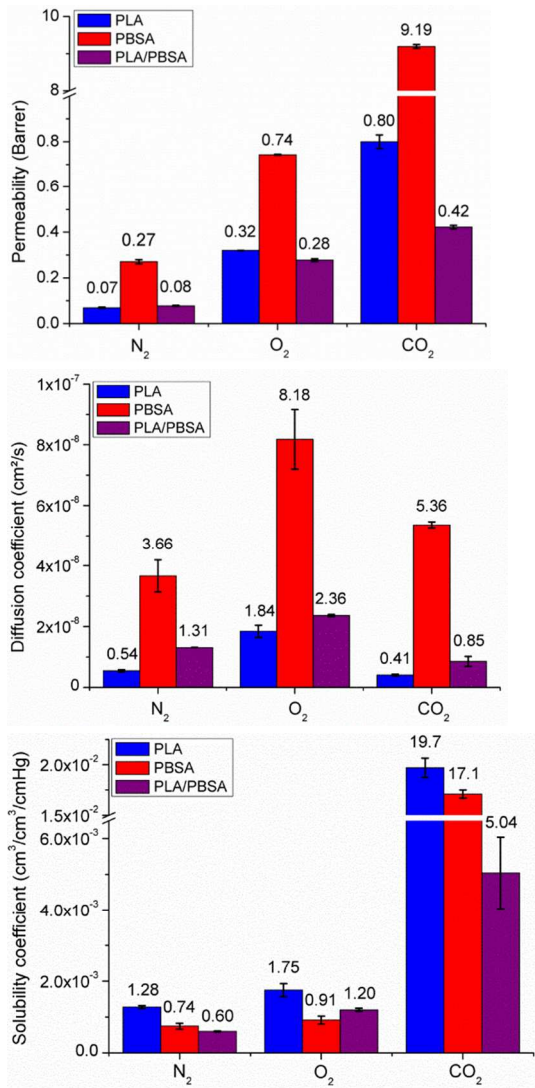 PLA
PBSA
PLA/PBSA
Permeability (Barrer)
10
8
0.8
0.6
0.4
0.2
0.0
0.07
0.27
0.08
0.32
0.74
0.28
0.80
9.19
0.42
N₂
O₂
CO₂
PLA
PBSA
PLA/PBSA
Diffusion coefficient (cm²/s)
1x10⁻⁷
8x10⁻⁸
6x10⁻⁸
4x10⁻⁸
2x10⁻⁸
0
0.54
3.66
1.31
1.84
8.18
2.36
0.41
5.36
0.85
N₂
O₂
CO₂
PLA
PBSA
PLA/PBSA
Solubility coefficient (cm³/cm³/cmHg)
2.0x10⁻²
1.5x10⁻²
6.0x10⁻³
4.0x10⁻³
2.0x10⁻³
0.0
1.28
0.74
0.60
1.75
0.91
1.20
19.7
17.1
5.04
N₂
O₂
CO₂